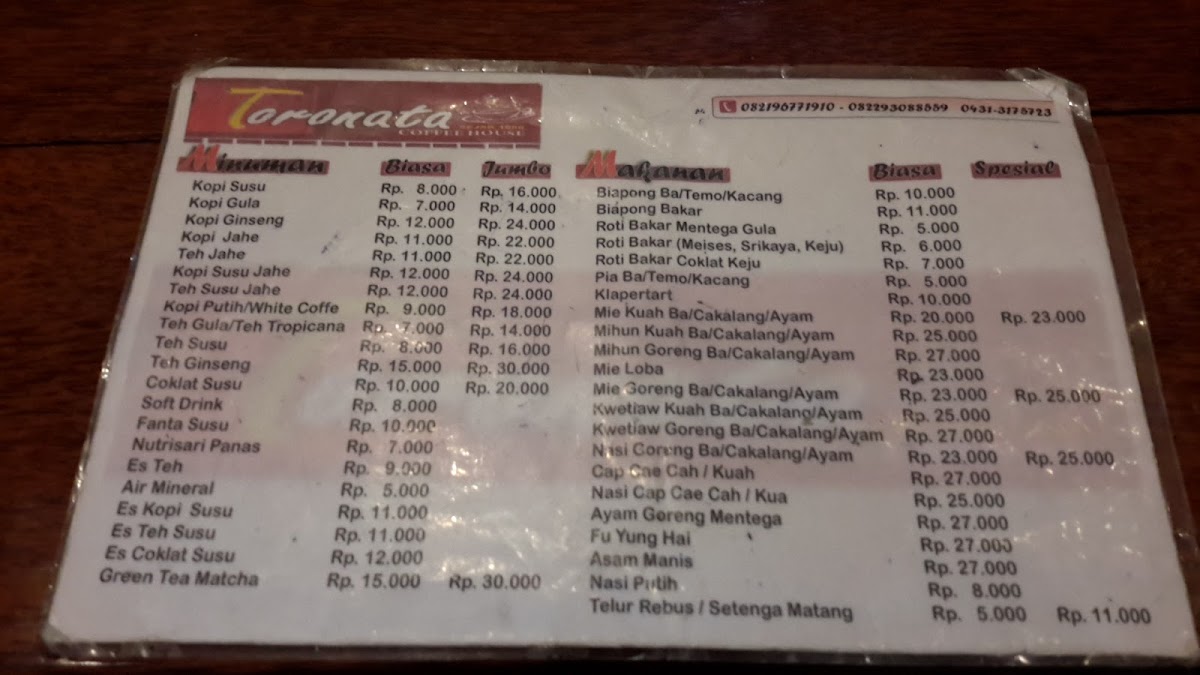 Toronata
COFFEE HOUSE
082196771910 - 082293088559 0431-3175723
Minuman Biasa Jumbo
Kopi Susu Rp. 8.000 Rp. 16.000
Kopi Gula Rp. 7.000 Rp. 14.000
Kopi Ginseng Rp. 12.000 Rp. 24.000
Kopi Jahe Rp. 11.000 Rp. 22.000
Teh Jahe Rp. 11.000 Rp. 22.000
Kopi Susu Jahe Rp. 12.000 Rp. 24.000
Teh Susu Jahe Rp. 12.000 Rp. 24.000
Kopi Putih/White Coffe Rp. 9.000 Rp. 18.000
Teh Gula/Teh Tropicana Rp. 7.000 Rp. 14.000
Teh Susu Rp. 8.000 Rp. 16.000
Teh Ginseng Rp. 15.000 Rp. 30.000
Coklat Susu Rp. 10.000 Rp. 20.000
Soft Drink Rp. 8.000
Fanta Susu Rp. 10.000
Nutrisari Panas Rp. 7.000
Es Teh Rp. 9.000
Air Mineral Rp. 5.000
Es Kopi Susu Rp. 11.000
Es Teh Susu Rp. 11.000
Es Coklat Susu Rp. 12.000
Green Tea Matcha Rp. 15.000 Rp. 30.000
Makanan Biasa Spesial
Biapong Ba/Temo/Kacang Rp. 10.000
Biapong Bakar Rp. 11.000
Roti Bakar Mentega Gula Rp. 5.000
Roti Bakar (Meises, Srikaya, Keju) Rp. 6.000
Roti Bakar Coklat Keju Rp. 7.000
Pia Ba/Temo/Kacang Rp. 5.000
Klapertart Rp. 10.000
Mie Kuah Ba/Cakalang/Ayam Rp. 20.000 Rp. 23.000
Mihun Kuah Ba/Cakalang/Ayam Rp. 25.000
Mihun Goreng Ba/Cakalang/Ayam Rp. 27.000
Mie Loba Rp. 23.000
Mie Goreng Ba/Cakalang/Ayam Rp. 23.000 Rp. 25.000
Kwetiaw Kuah Ba/Cakalang/Ayam Rp. 25.000
Kwetiaw Goreng Ba/Cakalang/Ayam Rp. 27.000
Nasi Goreng Ba/Cakalang/Ayam Rp. 23.000 Rp. 25.000
Cap Cae Cah / Kuah Rp. 27.000
Nasi Cap Cae Cah / Kua Rp. 25.000
Ayam Goreng Mentega Rp. 27.000
Fu Yung Hai Rp. 27.000
Asam Manis Rp. 27.000
Nasi Putih Rp. 8.000
Telur Rebus / Setenga Matang Rp. 5.000 Rp. 11.000